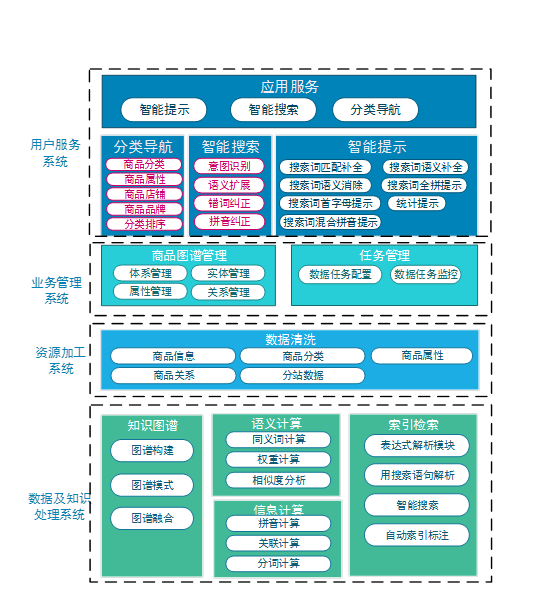 用户服务
系统
应用服务
智能提示
智能搜索
分类导航
分类导航
商品分类
商品属性
商品店铺
商品品牌
分类排序
智能搜索
意图识别
语义扩展
错词纠正
拼音纠正
智能提示
搜索词匹配补全
搜索词语义补全
搜索词语义消除
搜索词全拼提示
搜索词首字母提示
统计提示
搜索词混合拼音提示
业务管理
系统
商品图谱管理
体系管理
实体管理
属性管理
关系管理
任务管理
数据任务配置
数据任务监控
资源加工
系统
数据清洗
商品信息
商品分类
商品属性
商品关系
分站数据
数据及知识
处理系统
知识图谱
图谱构建
图谱模式
图谱融合
语义计算
同义词计算
权重计算
相似度分析
信息计算
拼音计算
关联计算
分词计算
索引检索
表达式解析模块
用搜索语句解析
智能搜索
自动索引标注